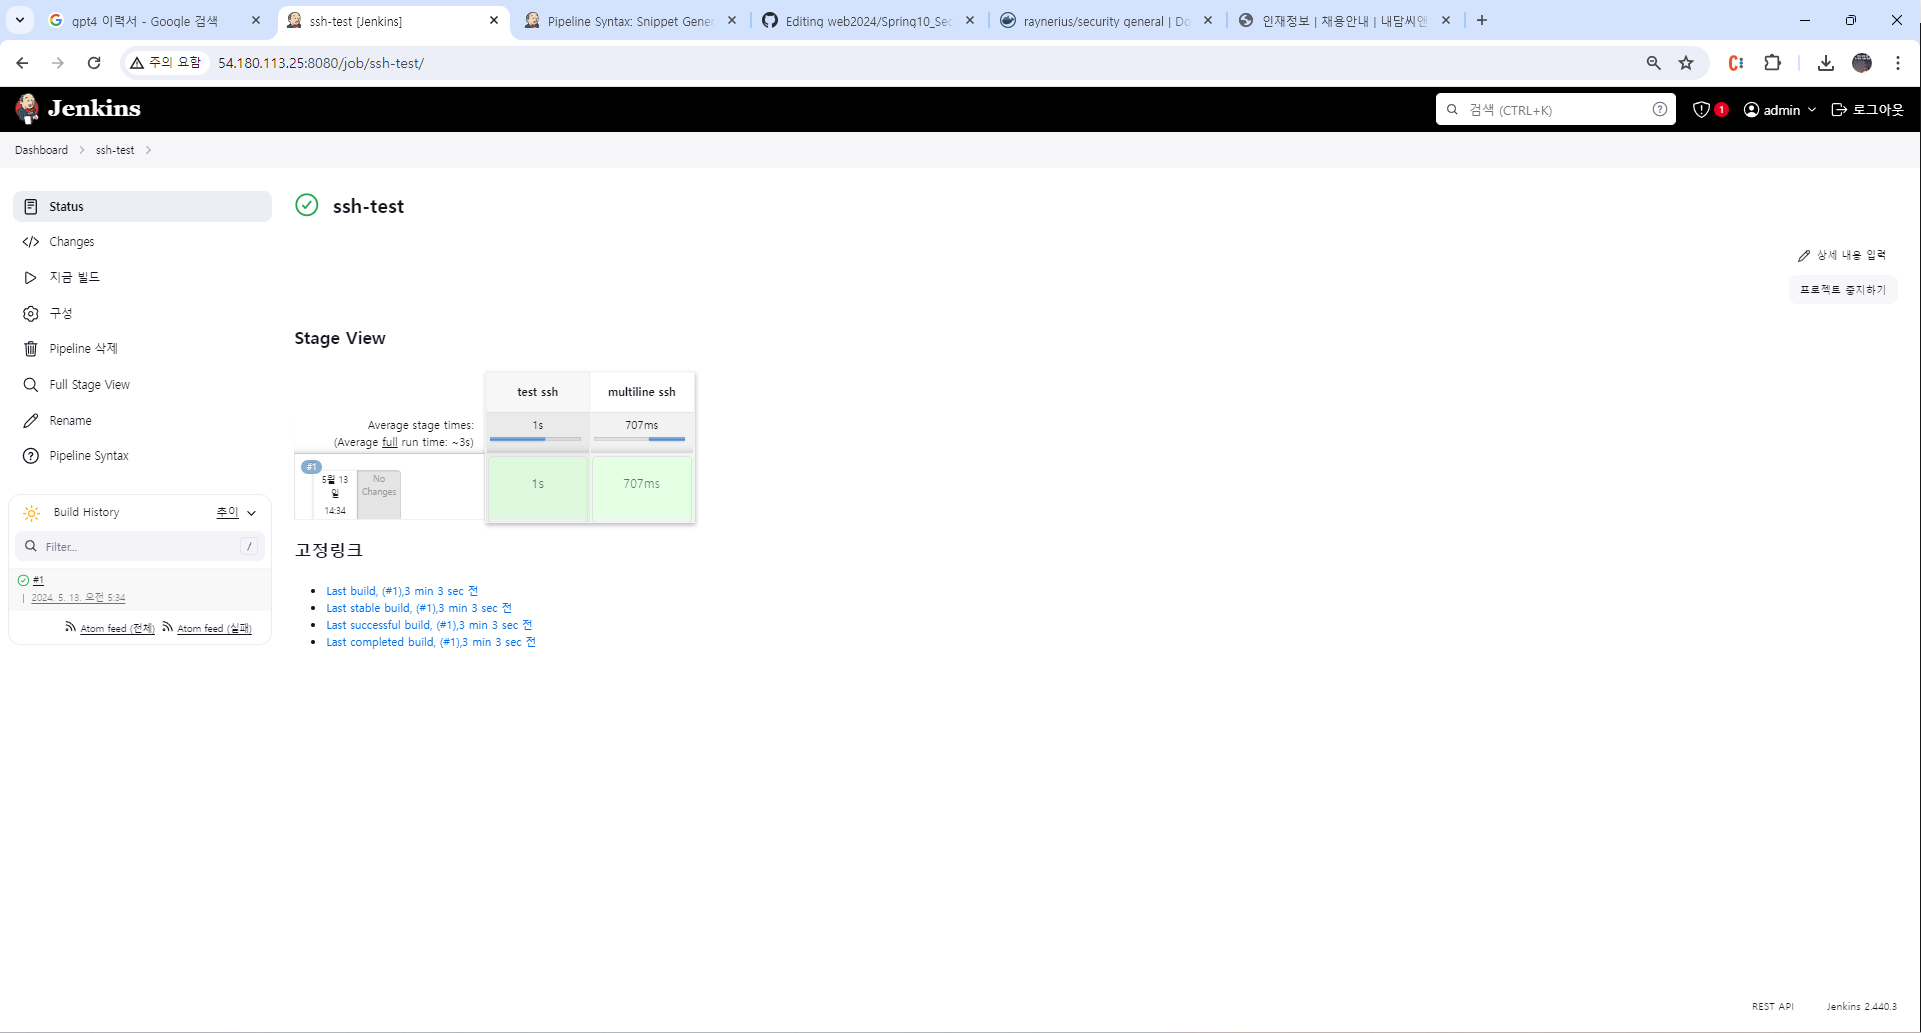 gpt4 이력서 - Google 검색
ssh-test [Jenkins]
Pipeline Syntax: Snippet Gener
Editing web2024/Spring10_Sec
raynerius/security general | Do
인재정보 | 채용안내 | 내담씨앤
주의 요함
54.180.113.25:8080/job/ssh-test/
Jenkins
검색 (CTRL+K)
1
admin
로그아웃
Dashboard
ssh-test
Status
Changes
지금 빌드
구성
Pipeline 삭제
Full Stage View
Rename
Pipeline Syntax
Build History
추이
Filter...
/
#1
| 2024. 5. 13. 오전 5:34
Atom feed (전체)
Atom feed (실패)
ssh-test
상세 내용 입력
프로젝트 중지하기
Stage View
test ssh
multiline ssh
Average stage times:
(Average full run time: ~3s)
1s
707ms
#1
5월 13
일
14:34
No
Changes
1s
707ms
고정링크
Last build, (#1),3 min 3 sec 전
Last stable build, (#1),3 min 3 sec 전
Last successful build, (#1),3 min 3 sec 전
Last completed build, (#1),3 min 3 sec 전
REST API
Jenkins 2.440.3